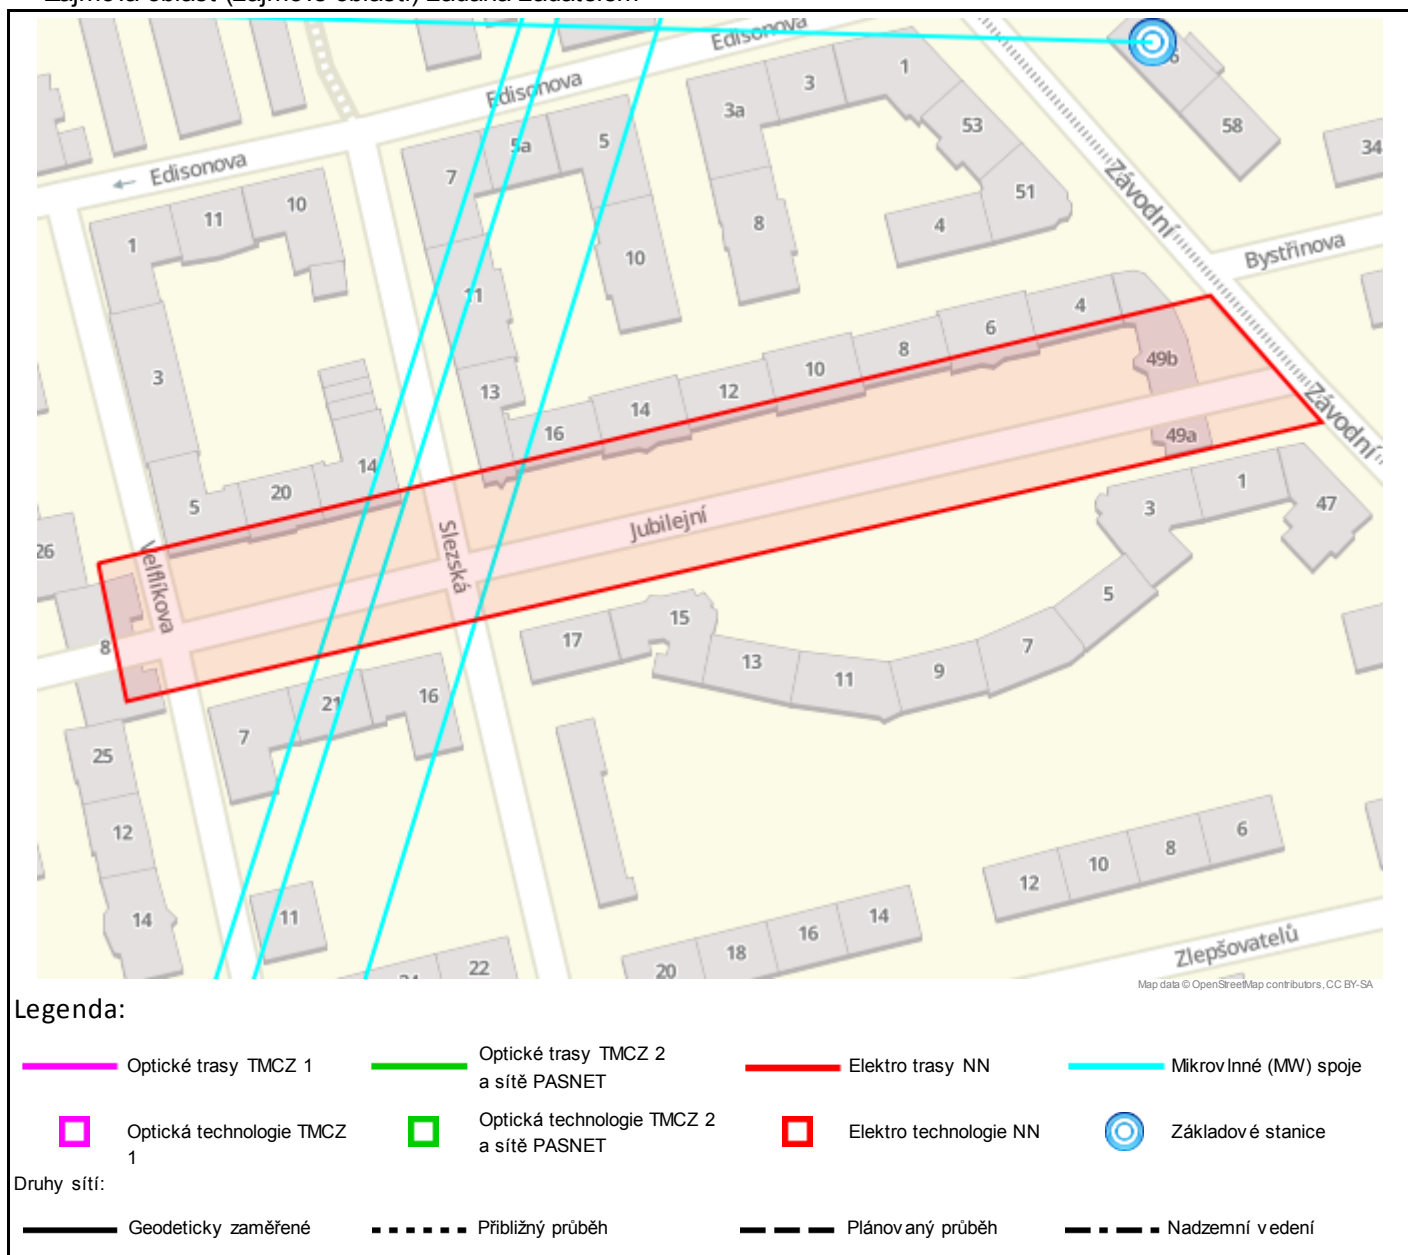 Edisonova
Edisonova
Edisonova
1
11
10
3
5
20
14
7
5a
5
11
10
13
3a
3
1
53
51
4
8
58
34
Závodní
Bystřinova
Závodní
16
14
12
10
8
6
4
49b
49a
Jubilejní
Slezská
Velflíkova
26
8
25
12
14
7
21
16
11
22
17
15
13
11
9
7
5
3
1
47
20
18
16
14
12
10
8
6
Zlepšovatelů
Map data © OpenStreetMap contributors, CC BY-SA
Legenda:
Optické trasy TMCZ 1
Optické trasy TMCZ 2
a sítě PASNET
Elektro trasy NN
Mikrovlnné (MW) spoje
Optická technologie TMCZ
1
Optická technologie TMCZ 2
a sítě PASNET
Elektro technologie NN
Základové stanice
Druhy sítí:
Geodeticky zaměřené
Přibližný průběh
Plánovaný průběh
Nadzemní vedení